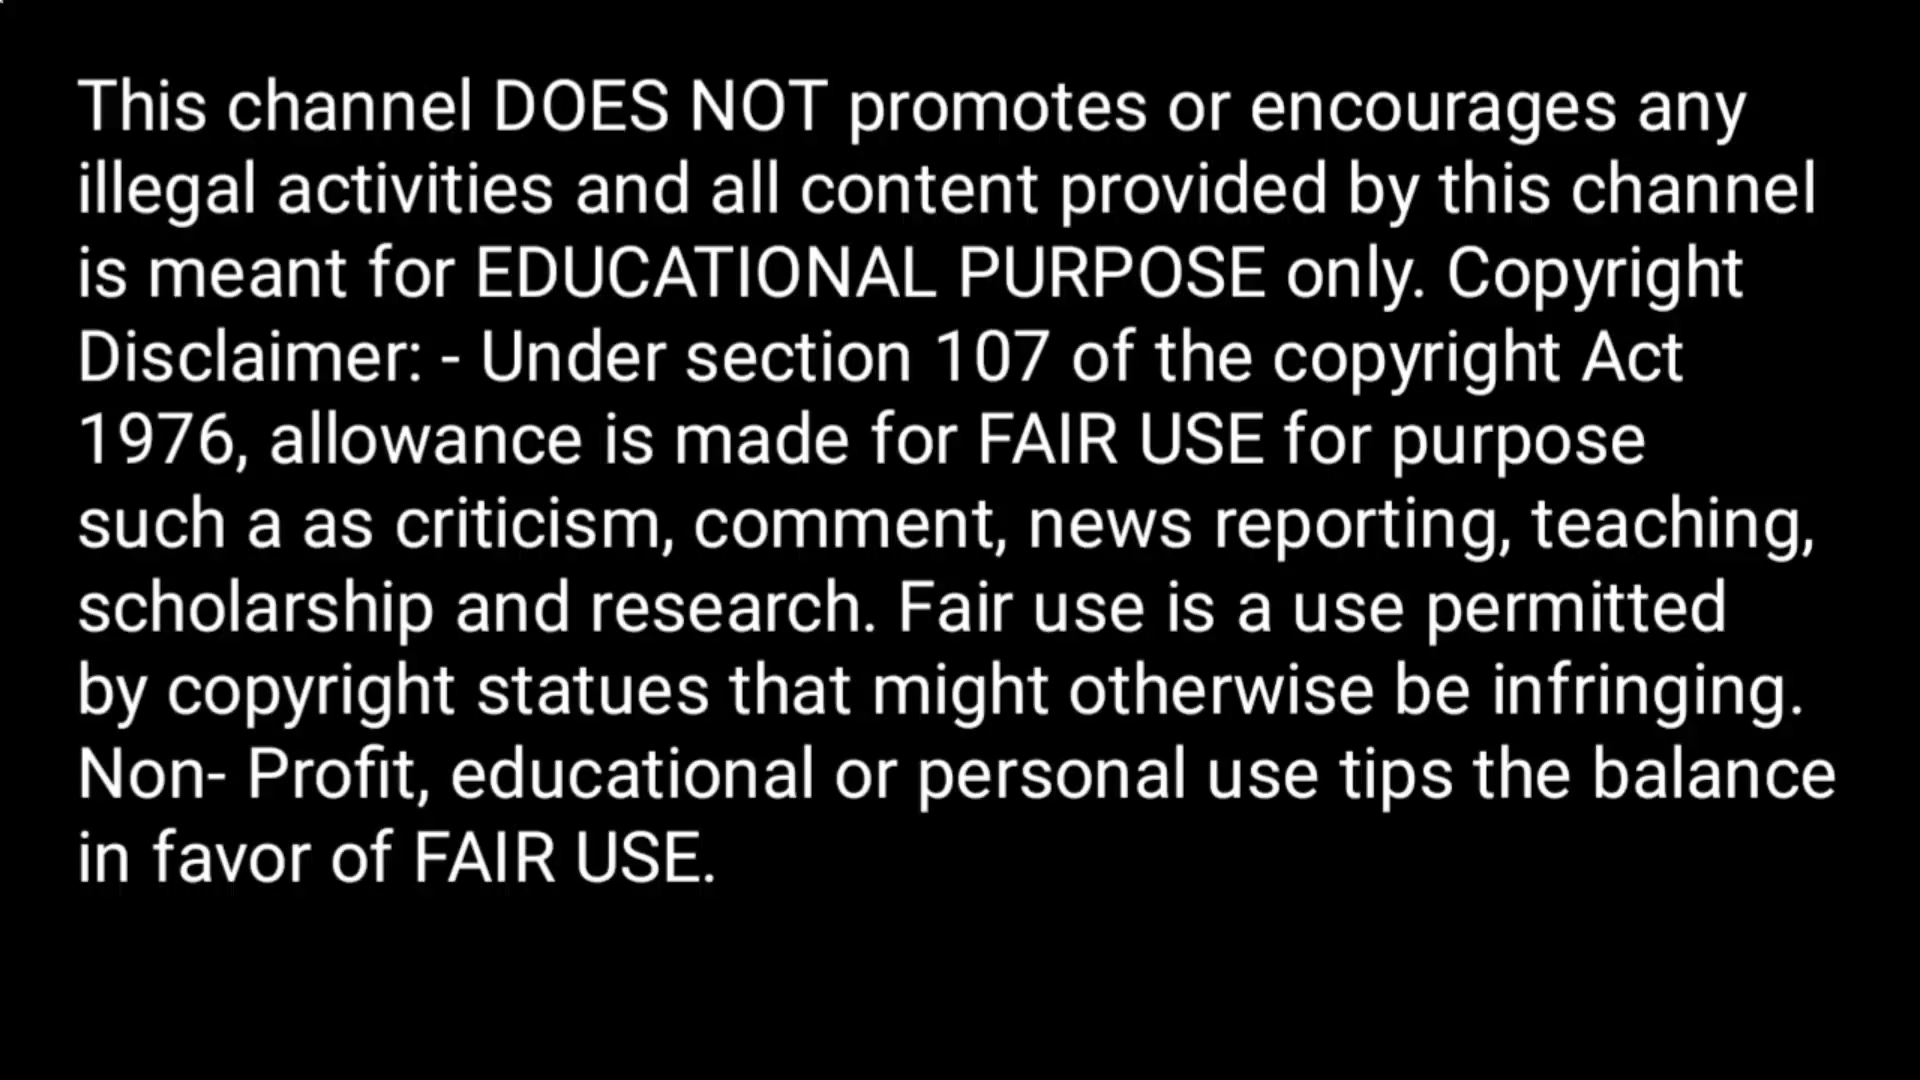 This channel DOES NOT promotes or encourages any
illegal activities and all content provided by this channel
is meant for EDUCATIONAL PURPOSE only. Copyright
Disclaimer: - Under section 107 of the copyright Act
1976, allowance is made for FAIR USE for purpose
such a as criticism, comment, news reporting, teaching,
scholarship and research. Fair use is a use permitted
by copyright statues that might otherwise be infringing.
Non- Profit, educational or personal use tips the balance
in favor of FAIR USE.